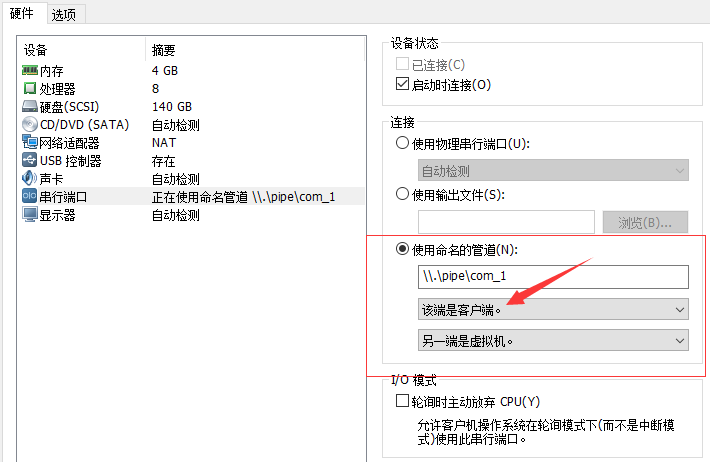 硬件 选项
设备 摘要
内存 4 GB
处理器 8
硬盘(SCSI) 140 GB
CD/DVD (SATA) 自动检测
网络适配器 NAT
USB 控制器 存在
声卡 自动检测
串行端口 正在使用命名管道 \\.\pipe\com_1
显示器 自动检测
设备状态
已连接(C)
启动时连接(O)
连接
使用物理串行端口(U):
自动检测
使用输出文件(S):
浏览(B)...
使用命名的管道(N):
\\.\pipe\com_1
该端是客户端。
另一端是虚拟机。
I/O 模式
轮询时主动放弃 CPU(Y)
允许客户机操作系统在轮询模式下(而不是中断模
式)使用此串行端口。